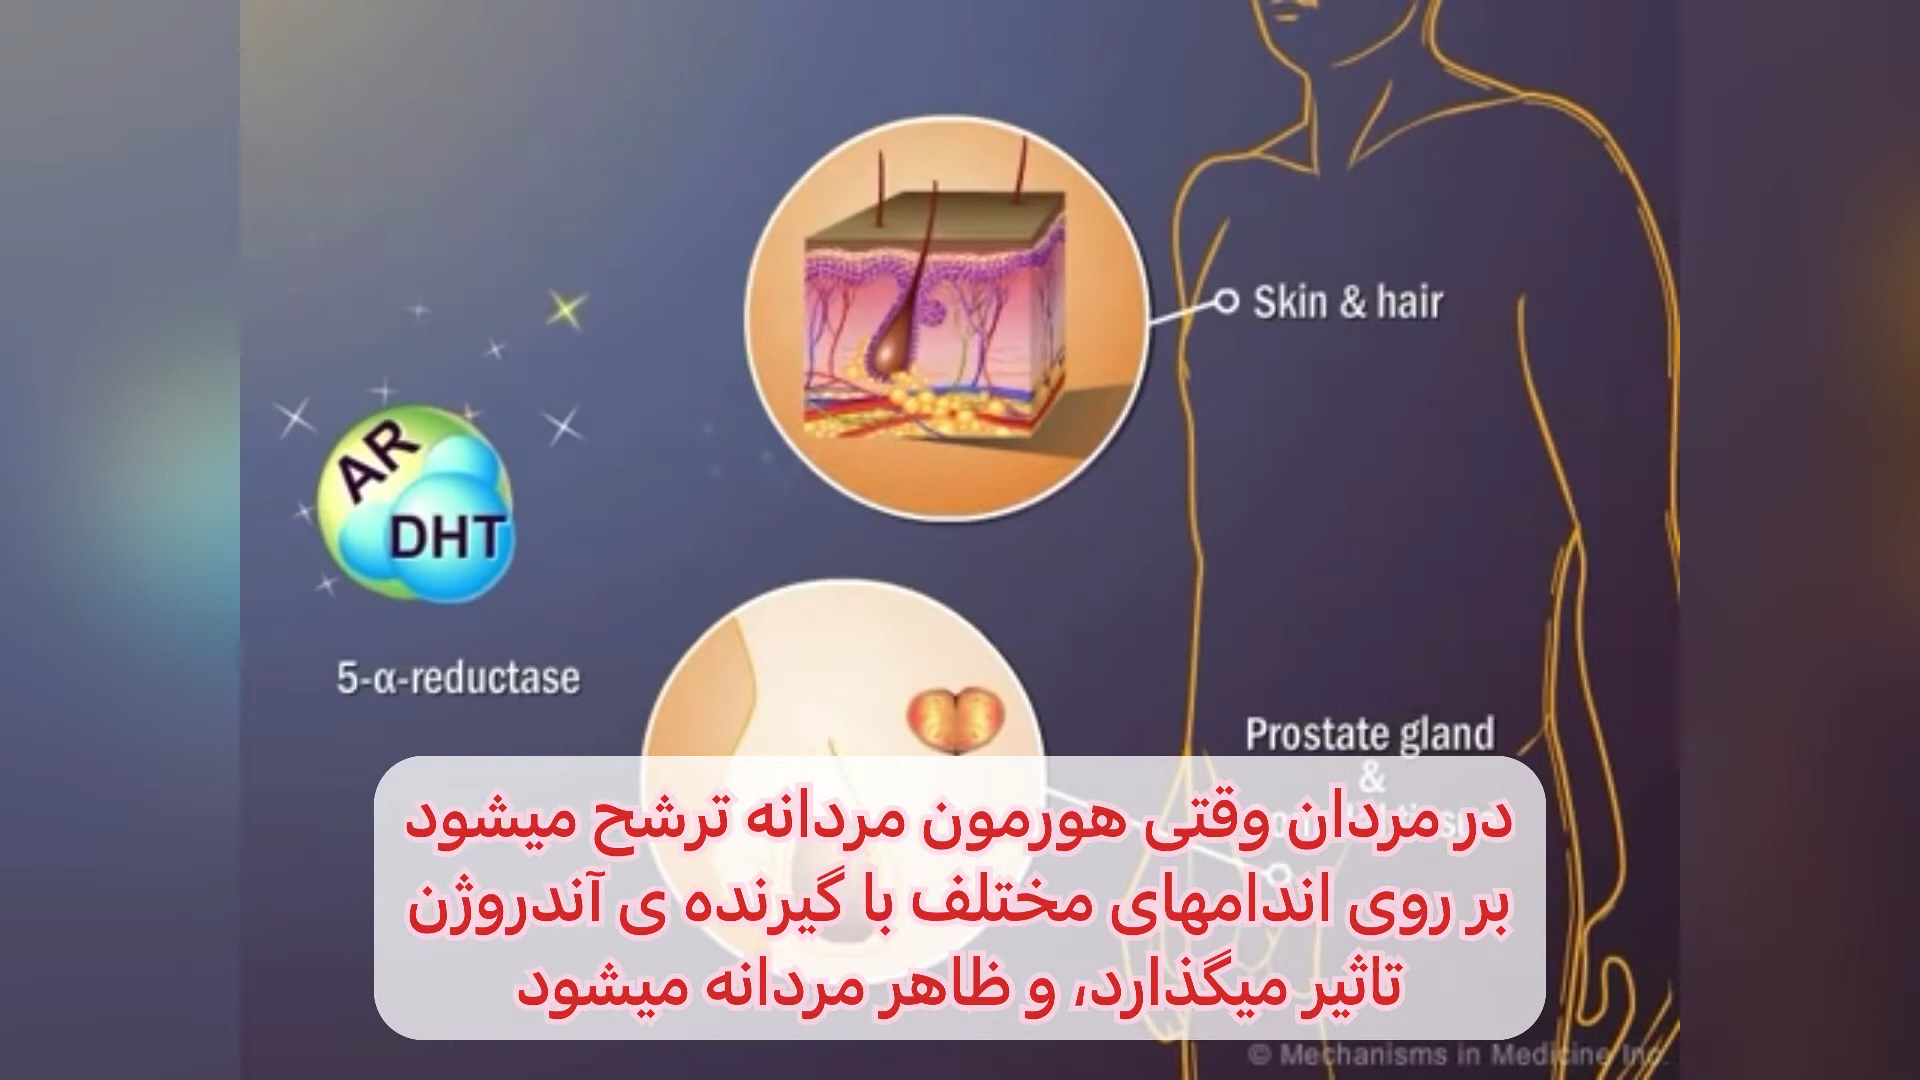 Skin & hair
AR
DHT
5-α-reductase
Prostate gland
&
در مردان وقتی هورمون مردانه ترشح میشود
بر روی اندامهای مختلف با گیرنده ی آندروژن
تاثیر میگذارد، و ظاهر مردانه میشود
© Mechanisms in Medicine Inc.